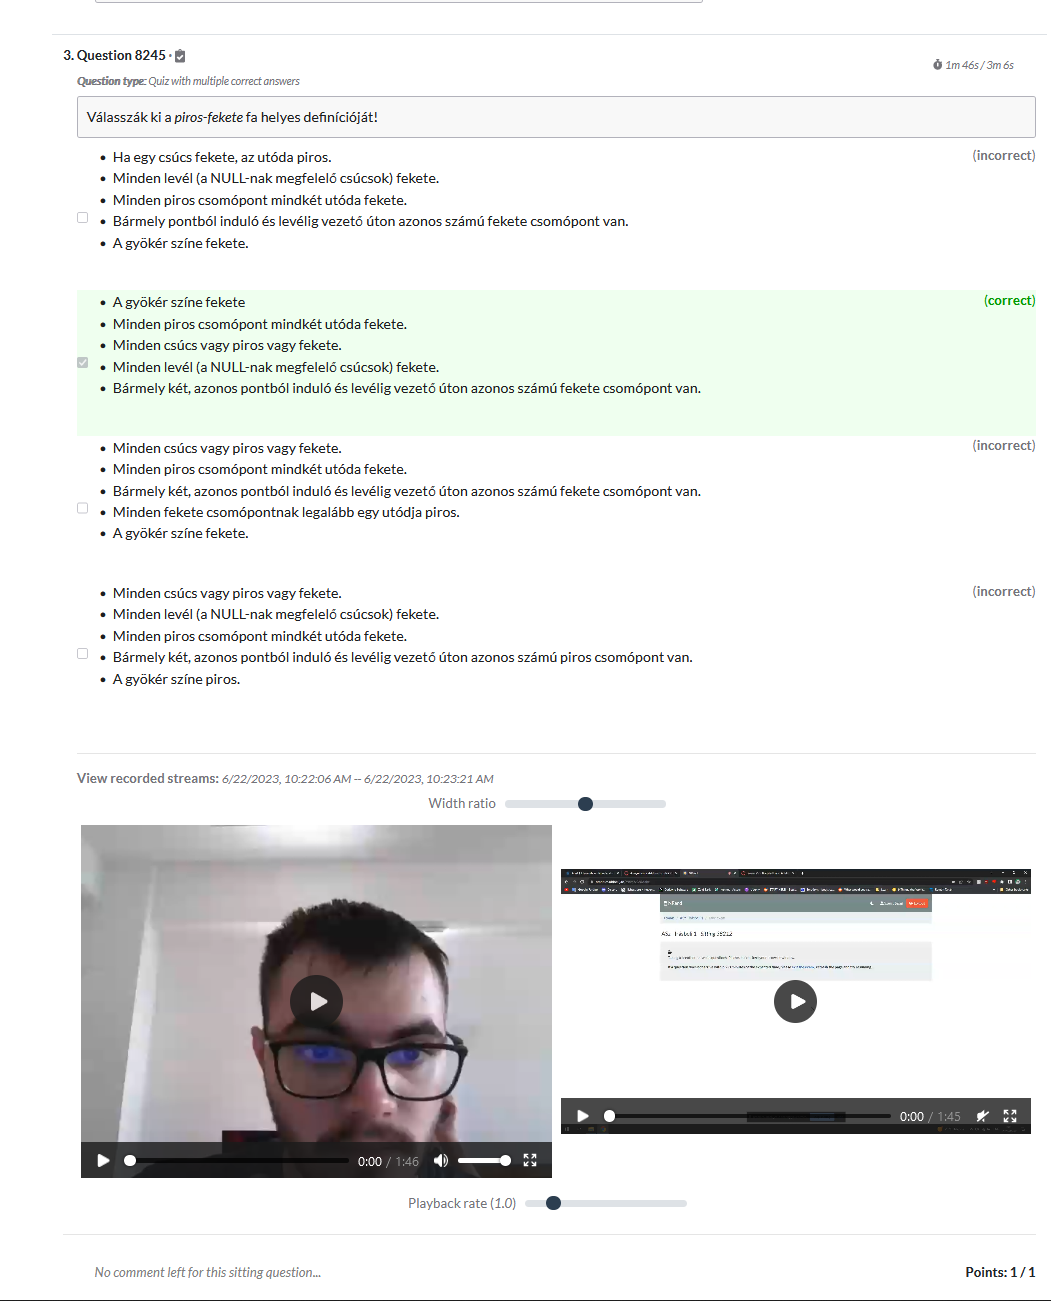 3. Question 8245 ·
1m 46s / 3m 6s
Question type: Quiz with multiple correct answers
Válasszák ki a piros-fekete fa helyes definícióját!
• Ha egy csúcs fekete, az utóda piros.
(incorrect)
• Minden levél (a NULL-nak megfelelő csúcsok) fekete.
• Minden piros csomópont mindkét utóda fekete.
• Bármely pontból induló és levélig vezető úton azonos számú fekete csomópont van.
• A gyökér színe fekete.
• A gyökér színe fekete
(correct)
• Minden piros csomópont mindkét utóda fekete.
• Minden csúcs vagy piros vagy fekete.
• Minden levél (a NULL-nak megfelelő csúcsok) fekete.
• Bármely két, azonos pontból induló és levélig vezető úton azonos számú fekete csomópont van.
• Minden csúcs vagy piros vagy fekete.
(incorrect)
• Minden piros csomópont mindkét utóda fekete.
• Bármely két, azonos pontból induló és levélig vezető úton azonos számú fekete csomópont van.
• Minden fekete csomópontnak legalább egy utódja piros.
• A gyökér színe fekete.
• Minden csúcs vagy piros vagy fekete.
(incorrect)
• Minden levél (a NULL-nak megfelelő csúcsok) fekete.
• Minden piros csomópont mindkét utóda fekete.
• Bármely két, azonos pontból induló és levélig vezető úton azonos számú piros csomópont van.
• A gyökér színe piros.
View recorded streams: 6/22/2023, 10:22:06 AM -- 6/22/2023, 10:23:21 AM
Width ratio
0:00 / 1:46
0:00 / 1:45
Playback rate (1.0)
No comment left for this sitting question...
Points: 1 / 1